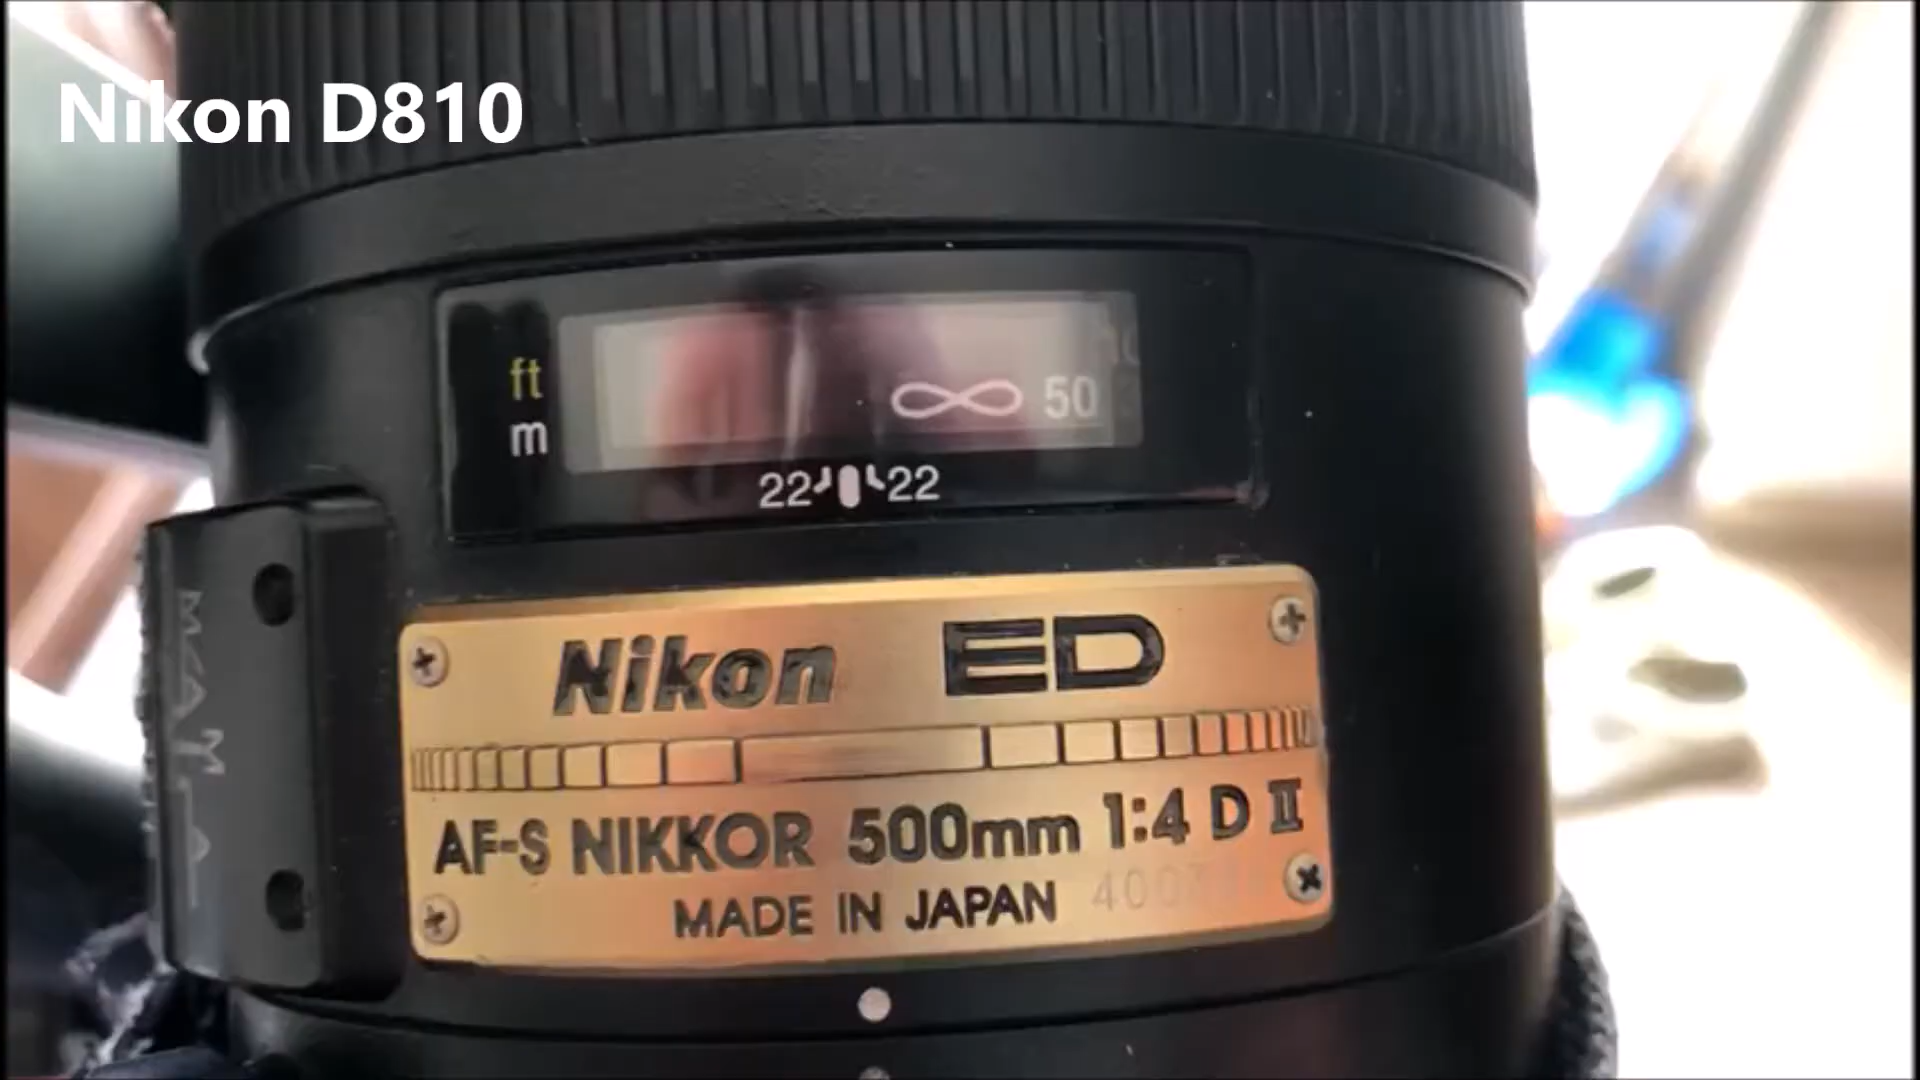 Nikon D810
ft
m
∞ 50
22 22
Nikon ED
AF-S NIKKOR 500mm 1:4 D II
MADE IN JAPAN